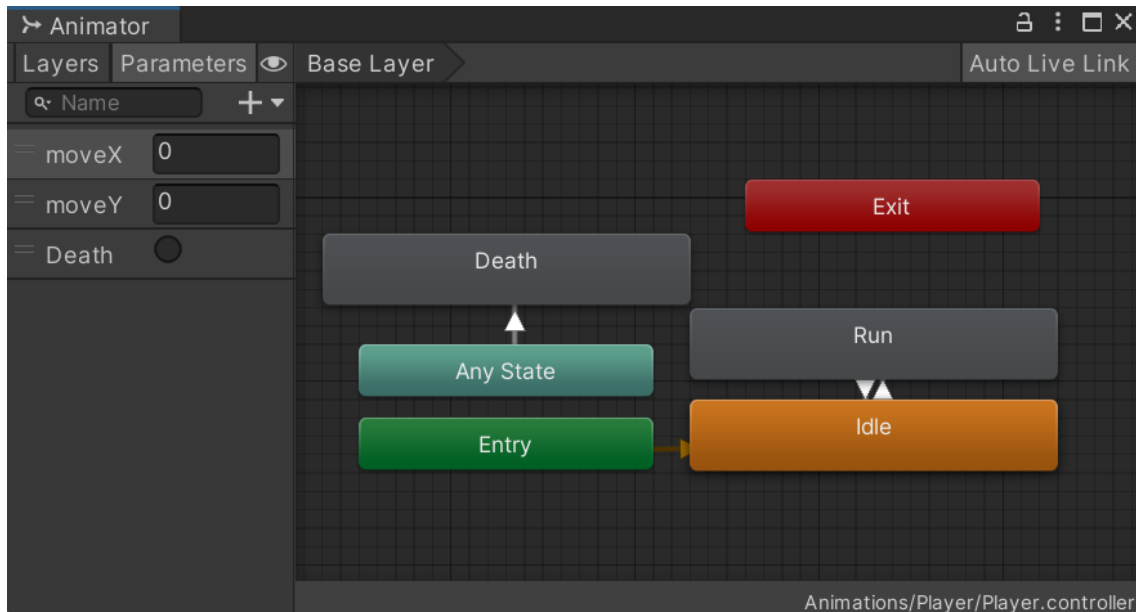 Animator
Layers Parameters Base Layer Auto Live Link
Name
moveX 0
moveY 0
Death
Exit
Death
Run
Any State
Idle
Entry
Animations/Player/Player.controller